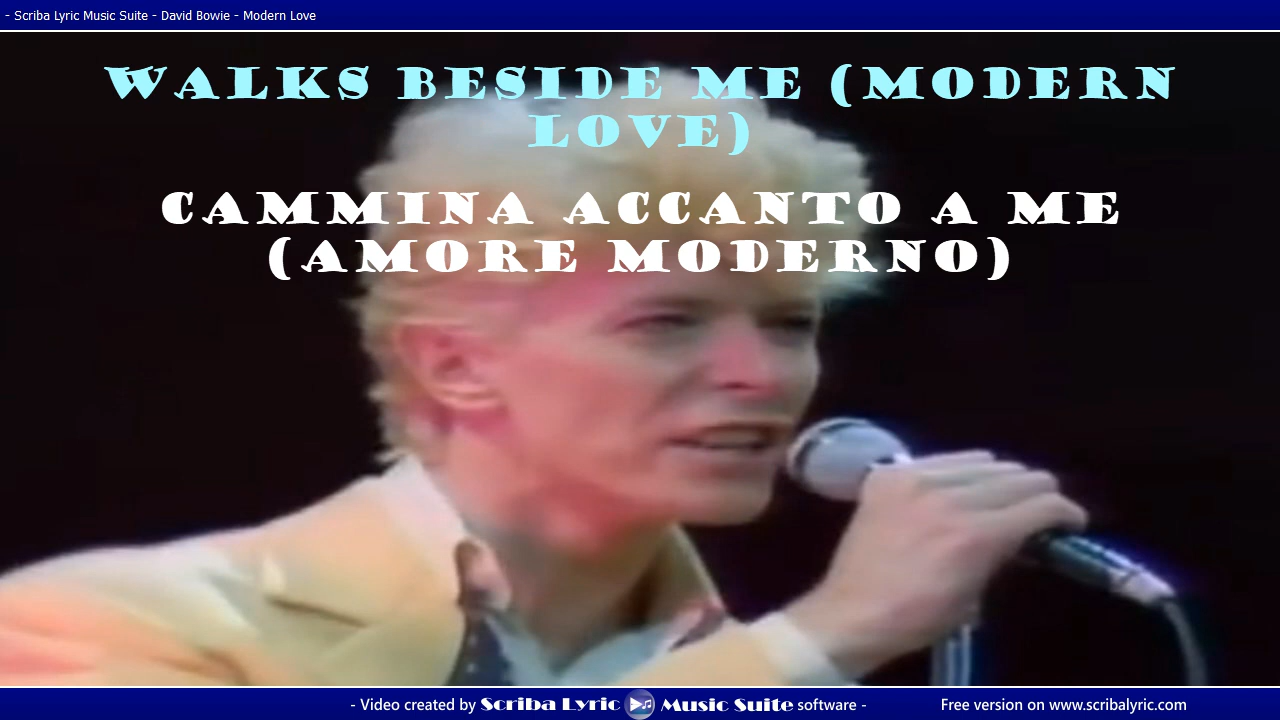 - Scriba Lyric Music Suite - David Bowie - Modern Love
WALKS BESIDE ME (MODERN
LOVE)
CAMMINA ACCANTO A ME
(AMORE MODERNO)
- Video created by Scriba Lyric Music Suite software - Free version on www.scribalyric.com